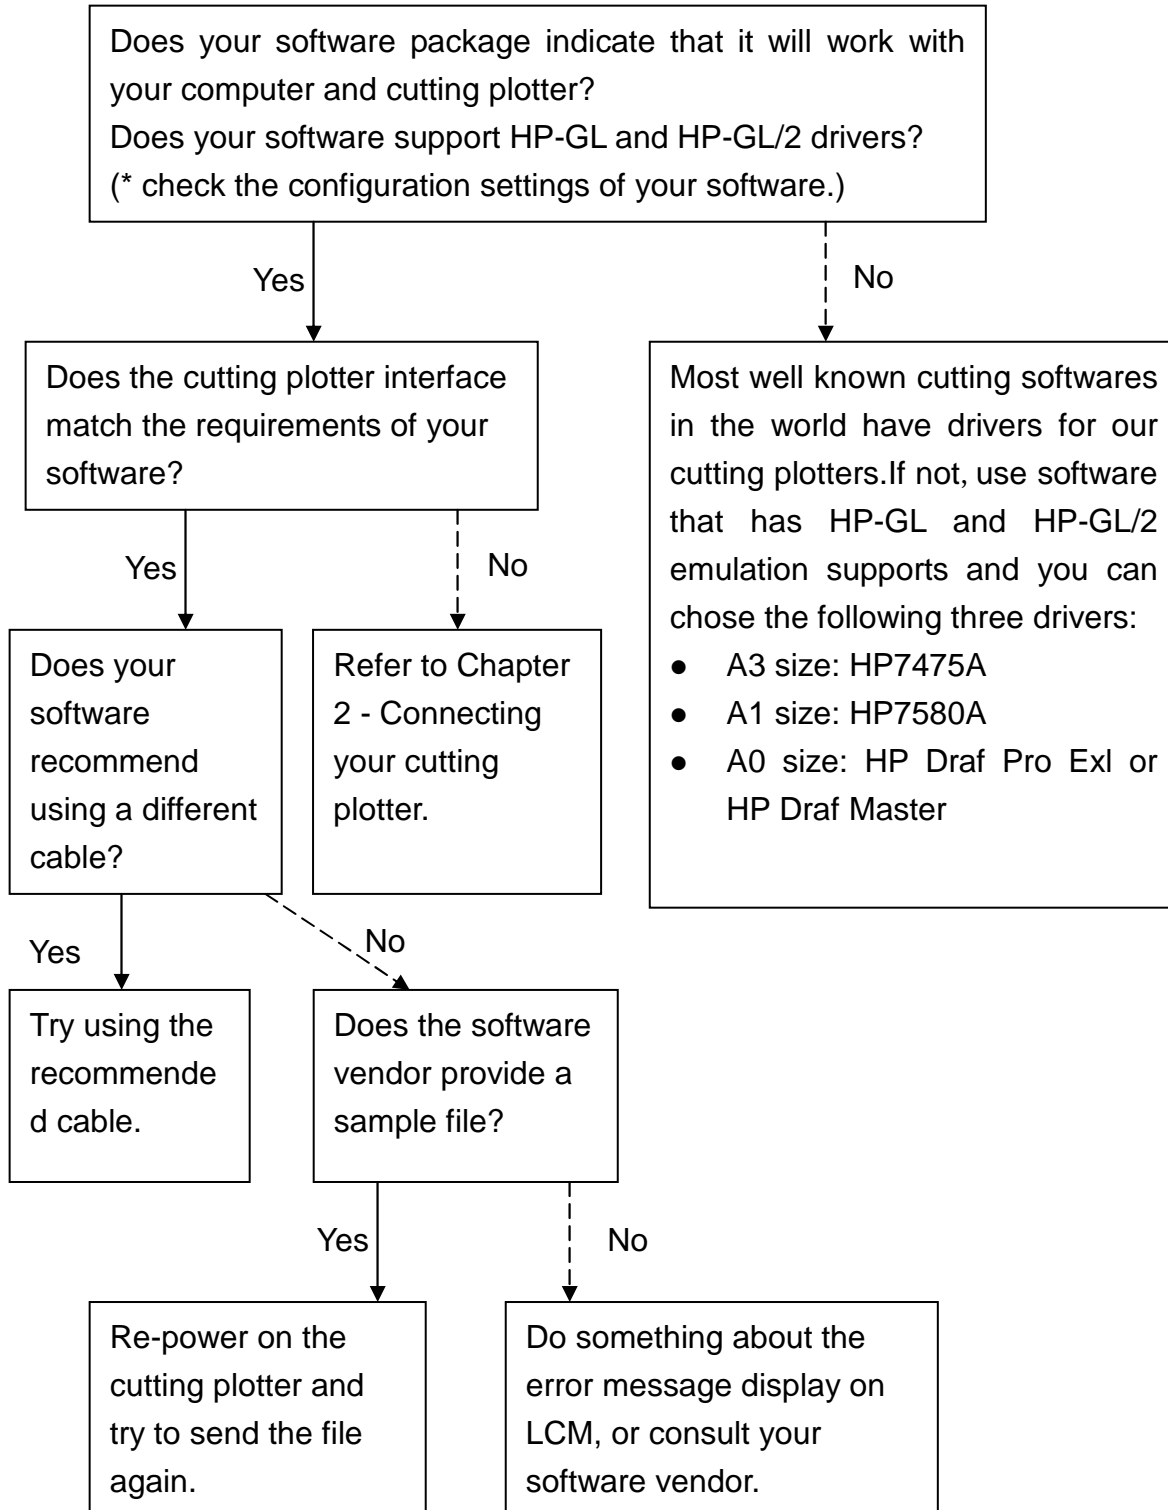 Does your software package indicate that it will work with
your computer and cutting plotter?
Does your software support HP-GL and HP-GL/2 drivers?
(* check the configuration settings of your software.)
Yes
No
Does the cutting plotter interface
match the requirements of your
software?
Most well known cutting softwares
in the world have drivers for our
cutting plotters.If not, use software
that has HP-GL and HP-GL/2
emulation supports and you can
chose the following three drivers:
● A3 size: HP7475A
● A1 size: HP7580A
● A0 size: HP Draf Pro Exl or
HP Draf Master
Yes
No
Does your
software
recommend
using a different
cable?
Refer to Chapter
2 - Connecting
your cutting
plotter.
Yes
No
Try using the
recommende
d cable.
Does the software
vendor provide a
sample file?
Yes
No
Re-power on the
cutting plotter and
try to send the file
again.
Do something about the
error message display on
LCM, or consult your
software vendor.